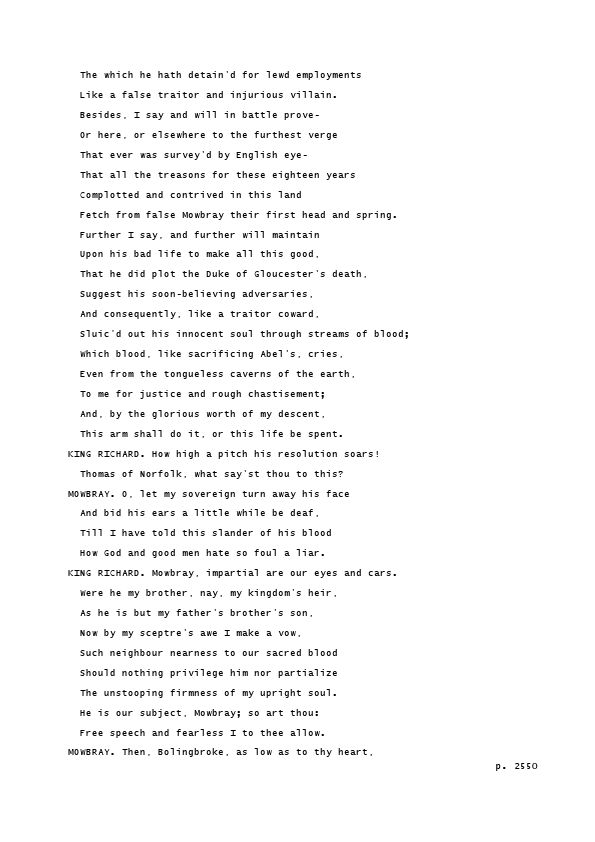 The which he hath detain'd for lewd employments
Like a false traitor and injurious villain.
Besides, I say and will in battle prove-
Or here, or elsewhere to the furthest verge
That ever was survey'd by English eye-
That all the treasons for these eighteen years
Complotted and contrived in this land
Fetch from false Mowbray their first head and spring.
Further I say, and further will maintain
Upon his bad life to make all this good,
That he did plot the Duke of Gloucester's death,
Suggest his soon-believing adversaries,
And consequently, like a traitor coward,
Sluic'd out his innocent soul through streams of blood;
Which blood, like sacrificing Abel's, cries,
Even from the tongueless caverns of the earth,
To me for justice and rough chastisement;
And, by the glorious worth of my descent,
This arm shall do it, or this life be spent.
KING RICHARD. How high a pitch his resolution soars!
Thomas of Norfolk, what say'st thou to this?
MOWBRAY. O, let my sovereign turn away his face
And bid his ears a little while be deaf,
Till I have told this slander of his blood
How God and good men hate so foul a liar.
KING RICHARD. Mowbray, impartial are our eyes and cars.
Were he my brother, nay, my kingdom's heir,
As he is but my father's brother's son,
Now by my sceptre's awe I make a vow,
Such neighbour nearness to our sacred blood
Should nothing privilege him nor partialize
The unstooping firmness of my upright soul.
He is our subject, Mowbray; so art thou:
Free speech and fearless I to thee allow.
MOWBRAY. Then, Bolingbroke, as low as to thy heart,
p. 2550